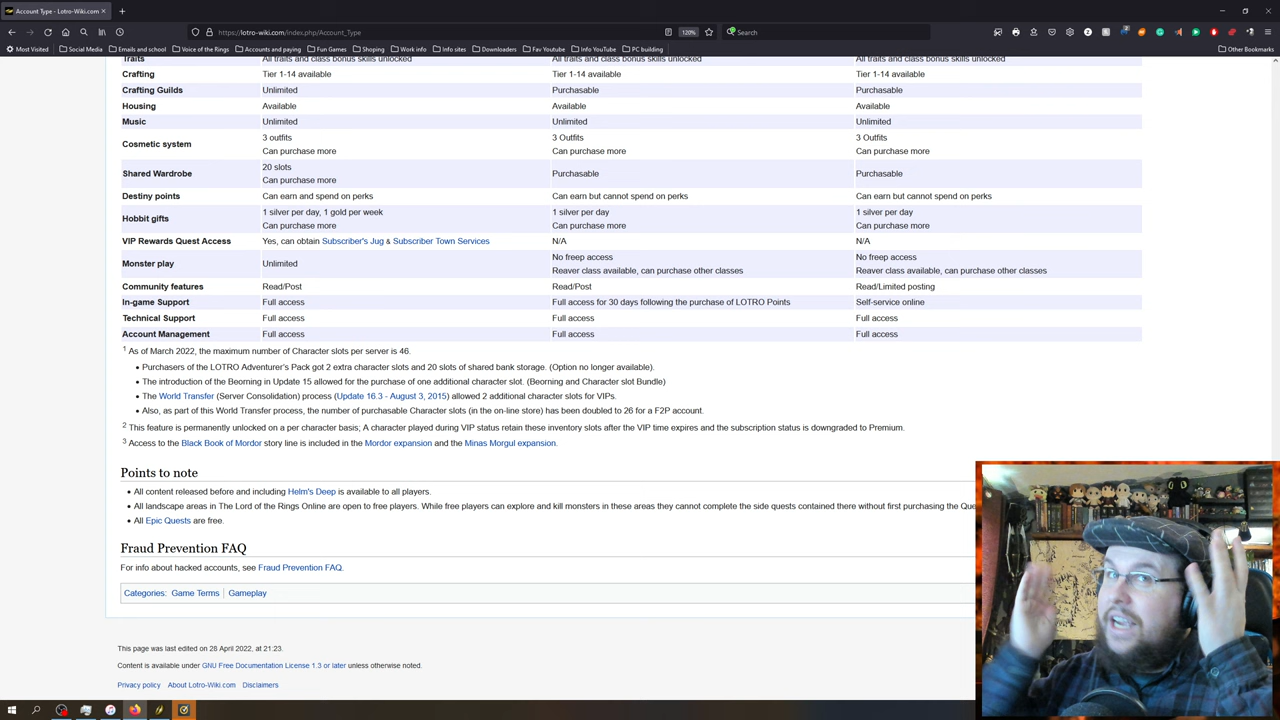 Account Type - Lotro-Wiki.com
https://lotro-wiki.com/index.php/Account_Type
120%
Search
Most Visited Social Media Emails and school Voice of the Rings Accounts and paying Fun Games Shoping Work info Info sites Downloaders Fav Youtube Info YouTube PC building Other Bookmarks
Traits All traits and class bonus skills unlocked All traits and class bonus skills unlocked All traits and class bonus skills unlocked
Crafting Tier 1-14 available Tier 1-14 available Tier 1-14 available
Crafting Guilds Unlimited Purchasable Purchasable
Housing Available Available Available
Music Unlimited Unlimited Unlimited
Cosmetic system 3 outfits 3 Outfits 3 Outfits
Can purchase more Can purchase more Can purchase more
Shared Wardrobe 20 slots Purchasable Purchasable
Can purchase more
Destiny points Can earn and spend on perks Can earn but cannot spend on perks Can earn but cannot spend on perks
Hobbit gifts 1 silver per day, 1 gold per week 1 silver per day 1 silver per day
Can purchase more Can purchase more Can purchase more
VIP Rewards Quest Access Yes, can obtain Subscriber's Jug & Subscriber Town Services N/A N/A
Monster play Unlimited No freep access No freep access
Reaver class available, can purchase other classes Reaver class available, can purchase other classes
Community features Read/Post Read/Post Read/Limited posting
In-game Support Full access Full access for 30 days following the purchase of LOTRO Points Self-service online
Technical Support Full access Full access Full access
Account Management Full access Full access Full access
1 As of March 2022, the maximum number of Character slots per server is 46.
• Purchasers of the LOTRO Adventurer's Pack got 2 extra character slots and 20 slots of shared bank storage. (Option no longer available).
• The introduction of the Beorning in Update 15 allowed for the purchase of one additional character slot. (Beorning and Character slot Bundle)
• The World Transfer (Server Consolidation) process (Update 16.3 - August 3, 2015) allowed 2 additional character slots for VIPs.
• Also, as part of this World Transfer process, the number of purchasable Character slots (in the on-line store) has been doubled to 26 for a F2P account.
2 This feature is permanently unlocked on a per character basis; A character played during VIP status retain these inventory slots after the VIP time expires and the subscription status is downgraded to Premium.
3 Access to the Black Book of Mordor story line is included in the Mordor expansion and the Minas Morgul expansion.
Points to note
• All content released before and including Helm's Deep is available to all players.
• All landscape areas in The Lord of the Rings Online are open to free players. While free players can explore and kill monsters in these areas they cannot complete the side quests contained there without first purchasing the Que
• All Epic Quests are free.
Fraud Prevention FAQ
For info about hacked accounts, see Fraud Prevention FAQ.
Categories: Game Terms | Gameplay
This page was last edited on 28 April 2022, at 21:23.
Content is available under GNU Free Documentation License 1.3 or later unless otherwise noted.
Privacy policy About Lotro-Wiki.com Disclaimers